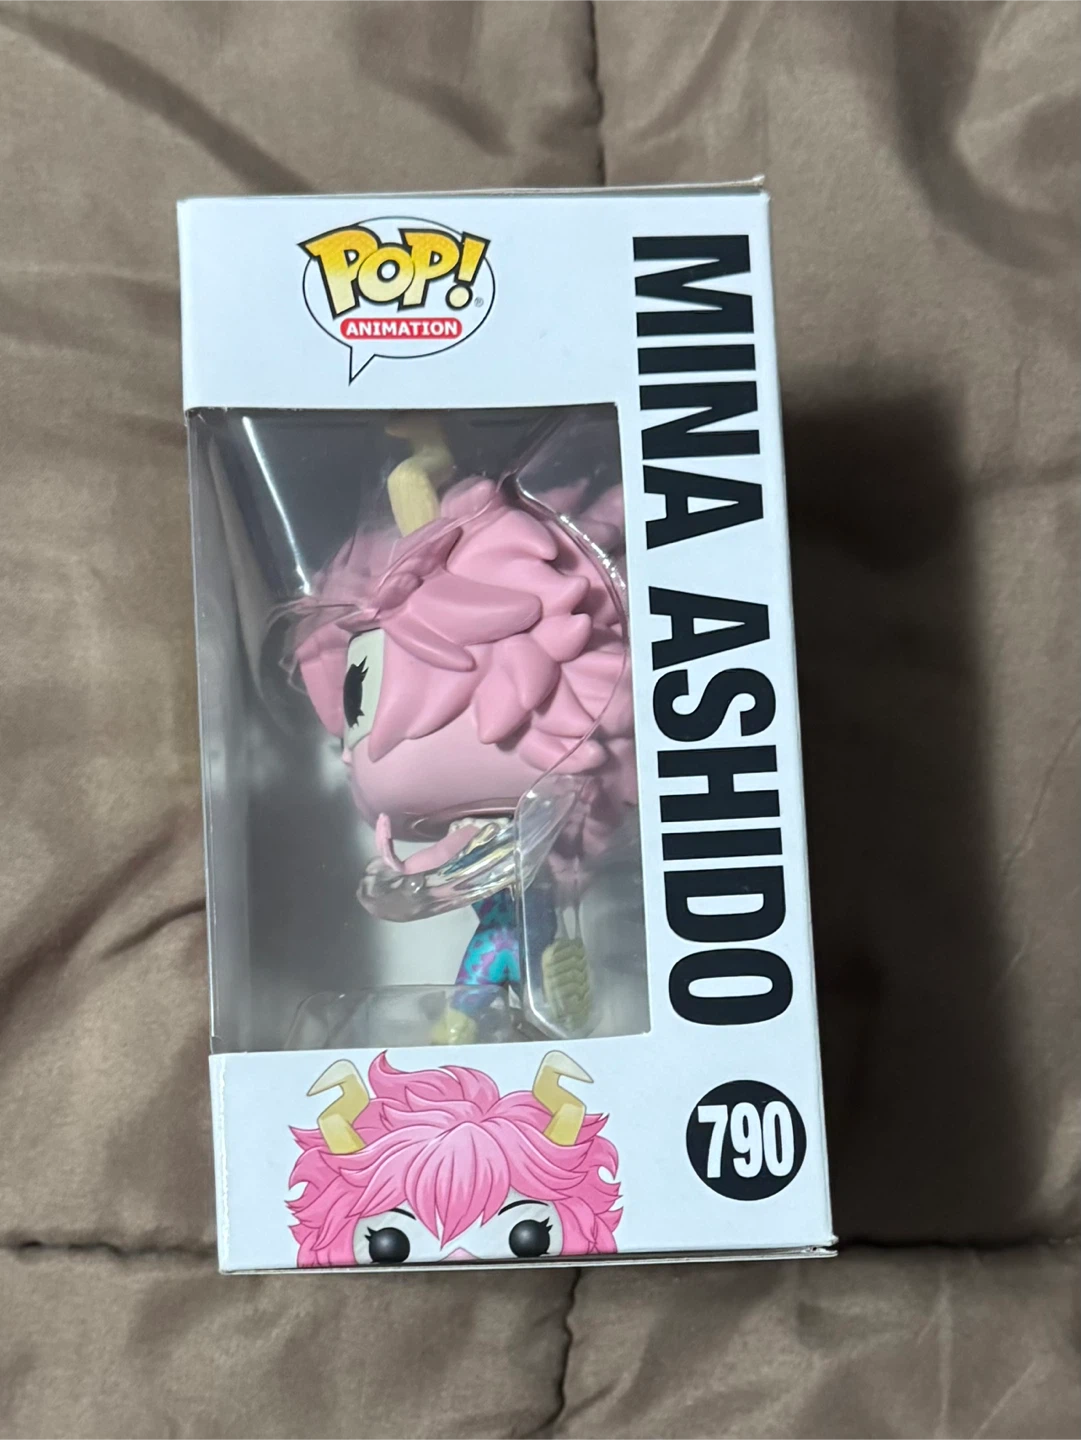 POP!
ANIMATION
MINA ASHIDO
790